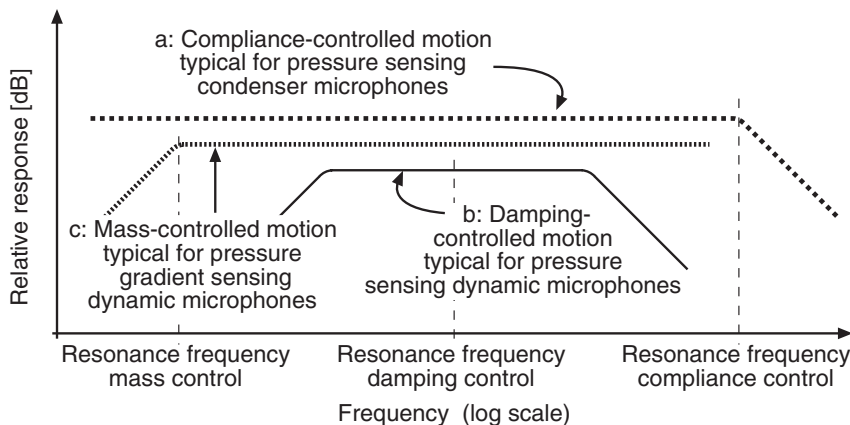 a: Compliance-controlled motion
typical for pressure sensing
condenser microphones
Relative response [dB]
c: Mass-controlled motion
typical for pressure
gradient sensing
dynamic microphones
b: Damping-
controlled motion
typical for pressure
sensing dynamic microphones
Resonance frequency
mass control
Resonance frequency
damping control
Resonance frequency
compliance control
Frequency (log scale)